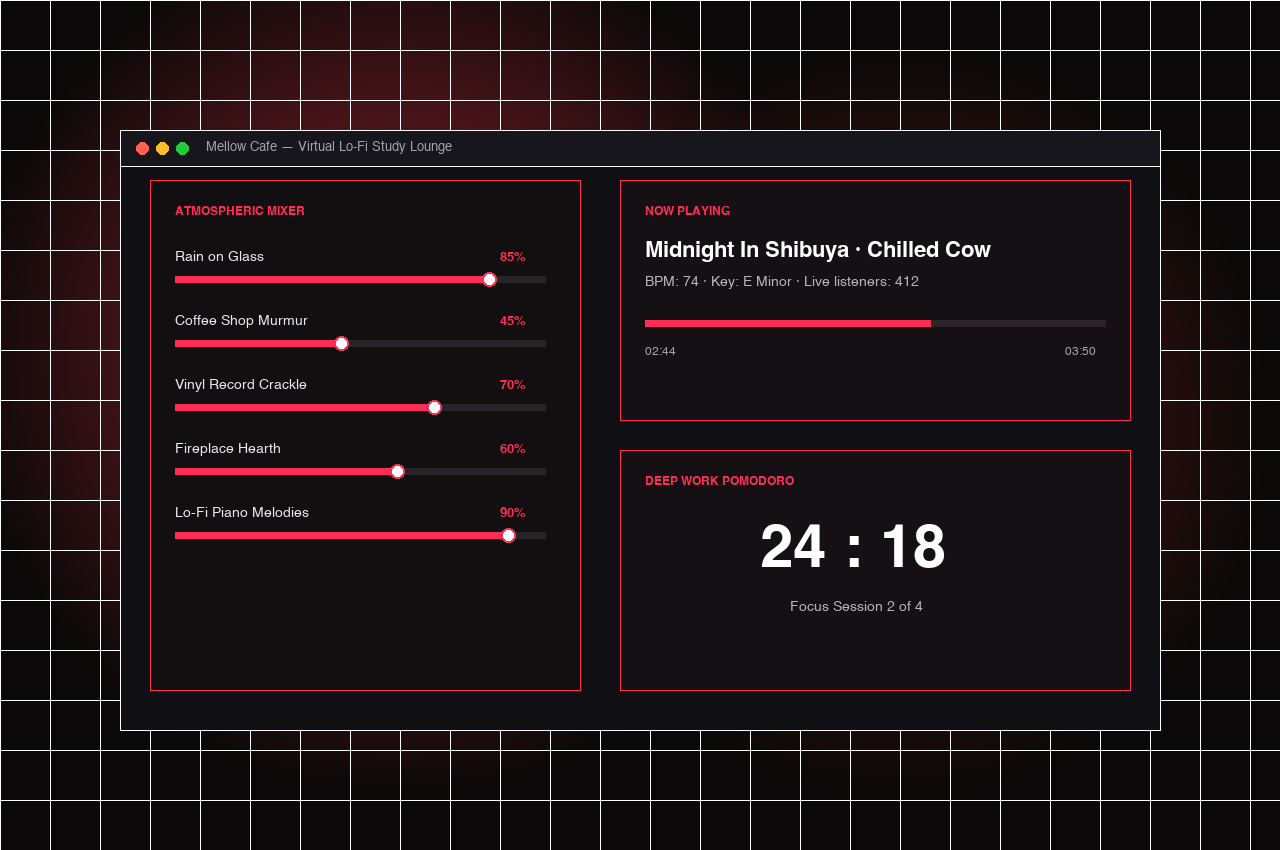 Mellow Cafe — Virtual Lo-Fi Study Lounge
ATMOSPHERIC MIXER
Rain on Glass 85%
Coffee Shop Murmur 45%
Vinyl Record Crackle 70%
Fireplace Hearth 60%
Lo-Fi Piano Melodies 90%
NOW PLAYING
Midnight In Shibuya · Chilled Cow
BPM: 74 · Key: E Minor · Live listeners: 412
02:44 03:50
DEEP WORK POMODORO
24 : 18
Focus Session 2 of 4